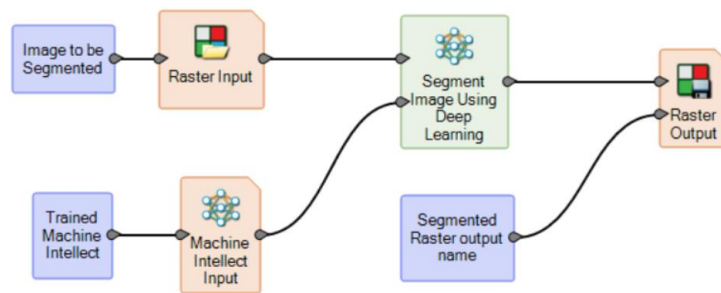 Image to be
Segmented
Raster Input
Segment
Image Using
Deep
Learning
Raster
Output
Trained
Machine
Intellect
Machine
Intellect
Input
Segmented
Raster output
name